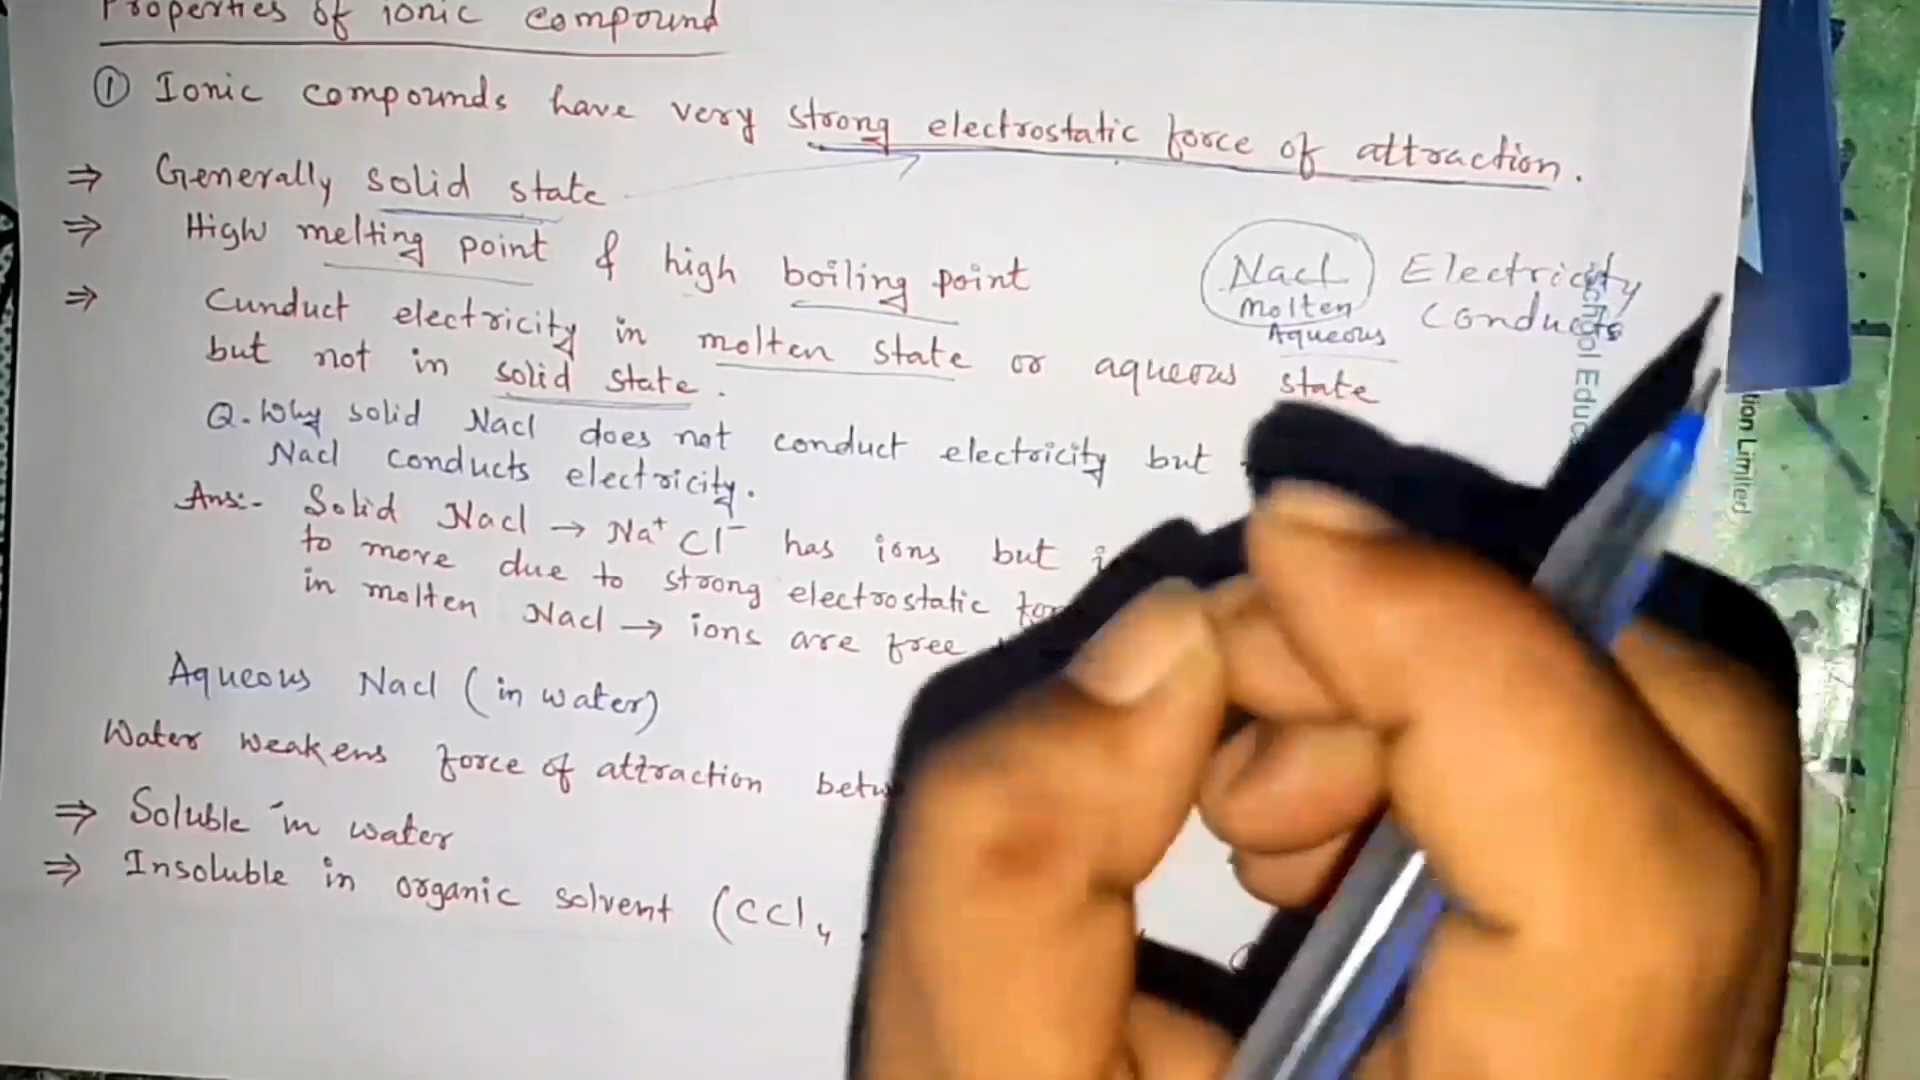 Properties of ionic compound
① Ionic compounds have very strong electrostatic force of attraction.
⇒ Generally solid state
⇒ High melting point & high boiling point
Nacl Electricity
molten conducts
Aqueous
⇒ Cunduct electricity in molten state or aqueous state
but not in solid state.
Q. Why solid Nacl does not conduct electricity but
Nacl conducts electricity.
Ans:- Solid Nacl → Na⁺ Cl⁻ has ions but
to more due to strong electrostatic
in molten Nacl → ions are free
Aqueous Nacl (in water)
Water weakens force of attraction
⇒ Soluble in water
⇒ Insoluble in organic solvent (CCl₄
tion Limited